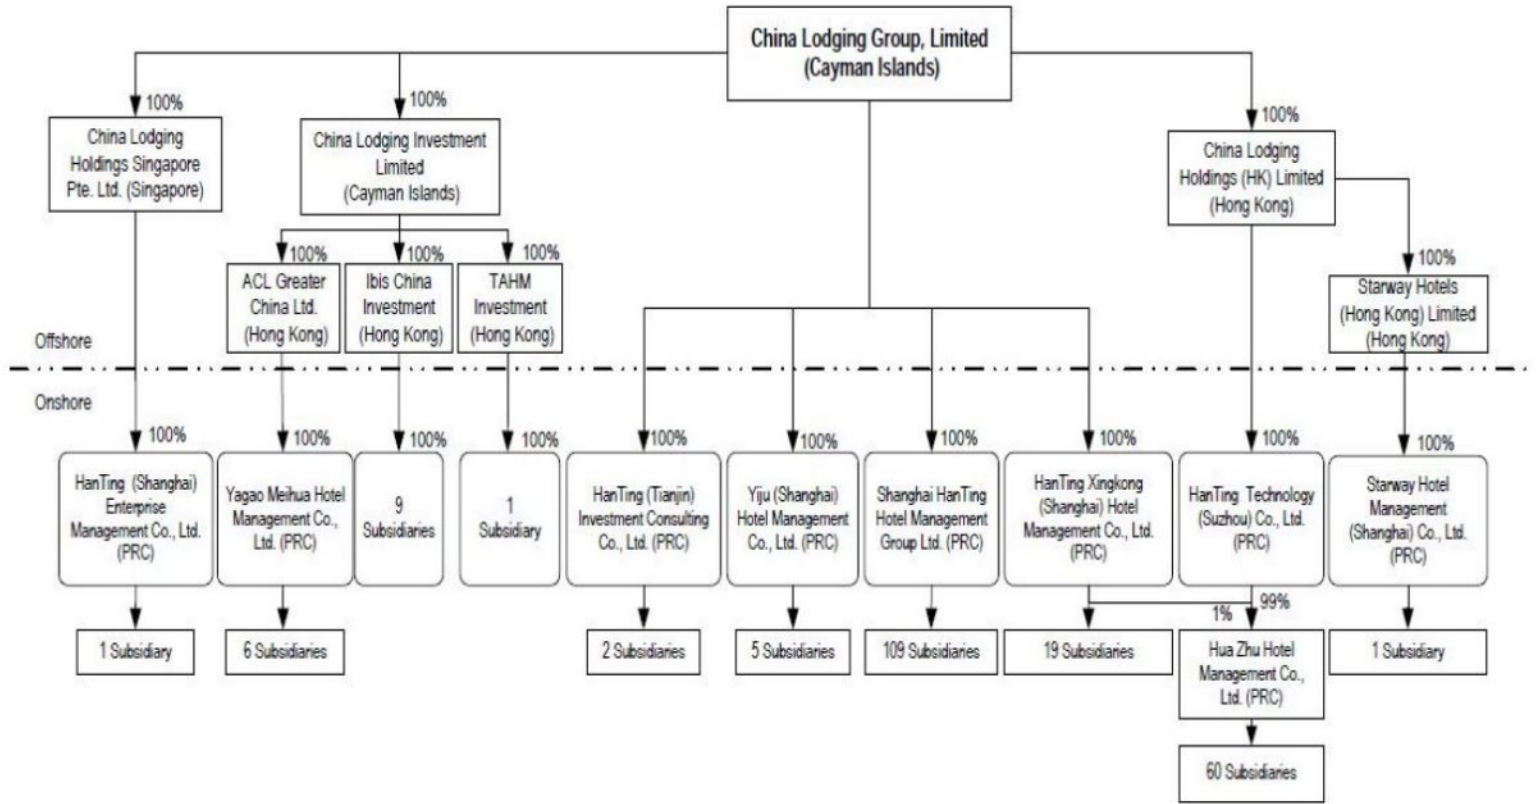 China Lodging Group, Limited
(Cayman Islands)
100%
China Lodging
Holdings Singapore
Pte. Ltd. (Singapore)
100%
China Lodging Investment
Limited
(Cayman Islands)
100%
China Lodging
Holdings (HK) Limited
(Hong Kong)
100%
ACL Greater
China Ltd.
(Hong Kong)
100%
Ibis China
Investment
(Hong Kong)
100%
TAHM
Investment
(Hong Kong)
100%
Starway Hotels
(Hong Kong) Limited
(Hong Kong)
Offshore
Onshore
100%
HanTing (Shanghai)
Enterprise
Management Co., Ltd.
(PRC)
100%
Yagao Meihua Hotel
Management Co.,
Ltd. (PRC)
100%
9
Subsidiaries
100%
1
Subsidiary
100%
HanTing (Tianjin)
Investment Consulting
Co., Ltd. (PRC)
100%
Yiju (Shanghai)
Hotel Management
Co., Ltd. (PRC)
100%
Shanghai HanTing
Hotel Management
Group Ltd. (PRC)
100%
HanTing Xingkong
(Shanghai) Hotel
Management Co., Ltd.
(PRC)
100%
HanTing Technology
(Suzhou) Co., Ltd.
(PRC)
100%
Starway Hotel
Management
(Shanghai) Co., Ltd.
(PRC)
1 Subsidiary
6 Subsidiaries
2 Subsidiaries
5 Subsidiaries
109 Subsidiaries
19 Subsidiaries
1%
99%
Hua Zhu Hotel
Management Co.,
Ltd. (PRC)
1 Subsidiary
60 Subsidiaries